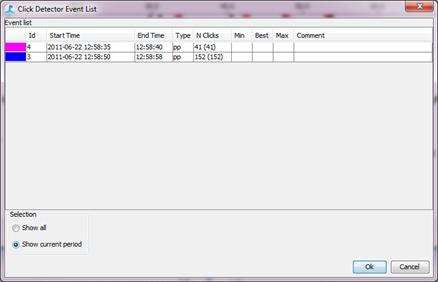 Click Detector Event List
Event list
Id Start Time End Time Type N Clicks Min Best Max Comment
4 2011-06-22 12:58:35 12:58:40 pp 41 (41)
3 2011-06-22 12:58:50 12:58:58 pp 152 (152)
Selection
Show all
Show current period
Ok Cancel